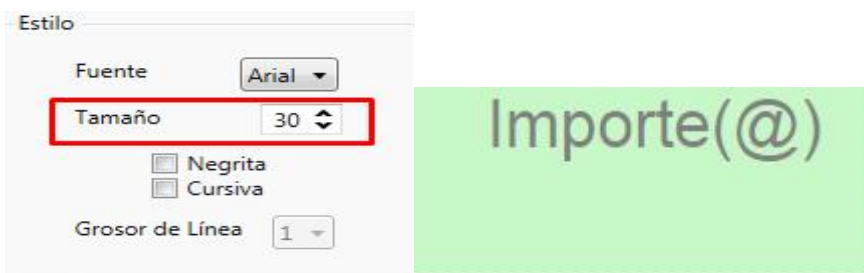 Estilo
Fuente Arial
Tamaño 30
Negrita
Cursiva
Grosor de Línea 1
Importe(@)